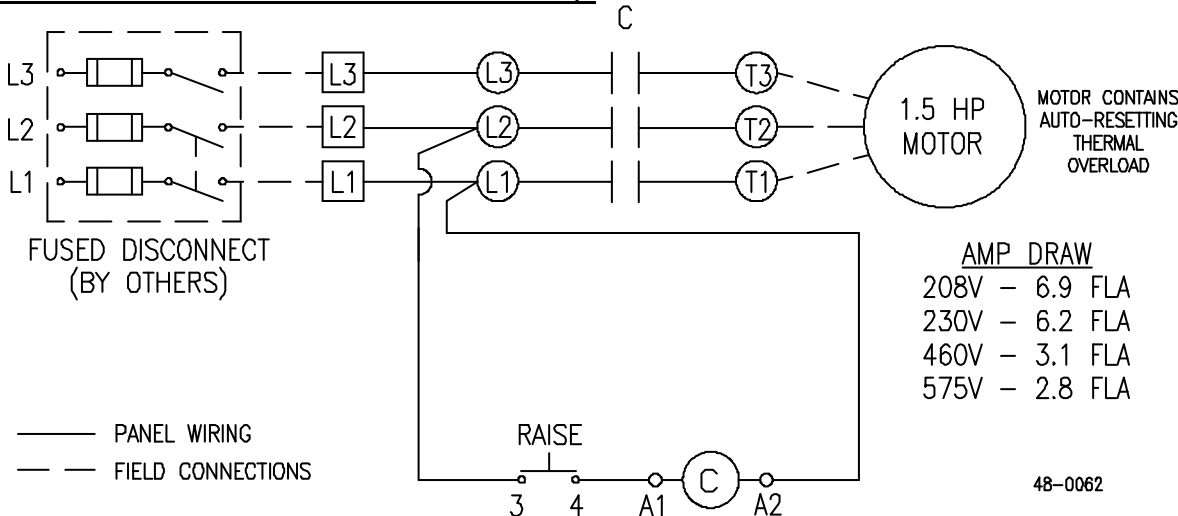 C
L3
L3
L3
T3
L2
L2
L2
T2
L1
L1
L1
T1
1.5 HP
MOTOR
MOTOR CONTAINS
AUTO-RESETTING
THERMAL
OVERLOAD
FUSED DISCONNECT
(BY OTHERS)
AMP DRAW
208V - 6.9 FLA
230V - 6.2 FLA
460V - 3.1 FLA
575V - 2.8 FLA
PANEL WIRING
FIELD CONNECTIONS
RAISE
3
4
A1
C
A2
48-0062